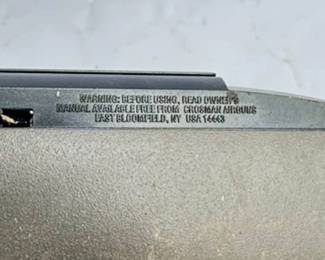 WARNING: BEFORE USING, READ OWNER'S
MANUAL AVAILABLE FREE FROM CROSMAN AIRGUNS
EAST BLOOMFIELD, NY USA 14443